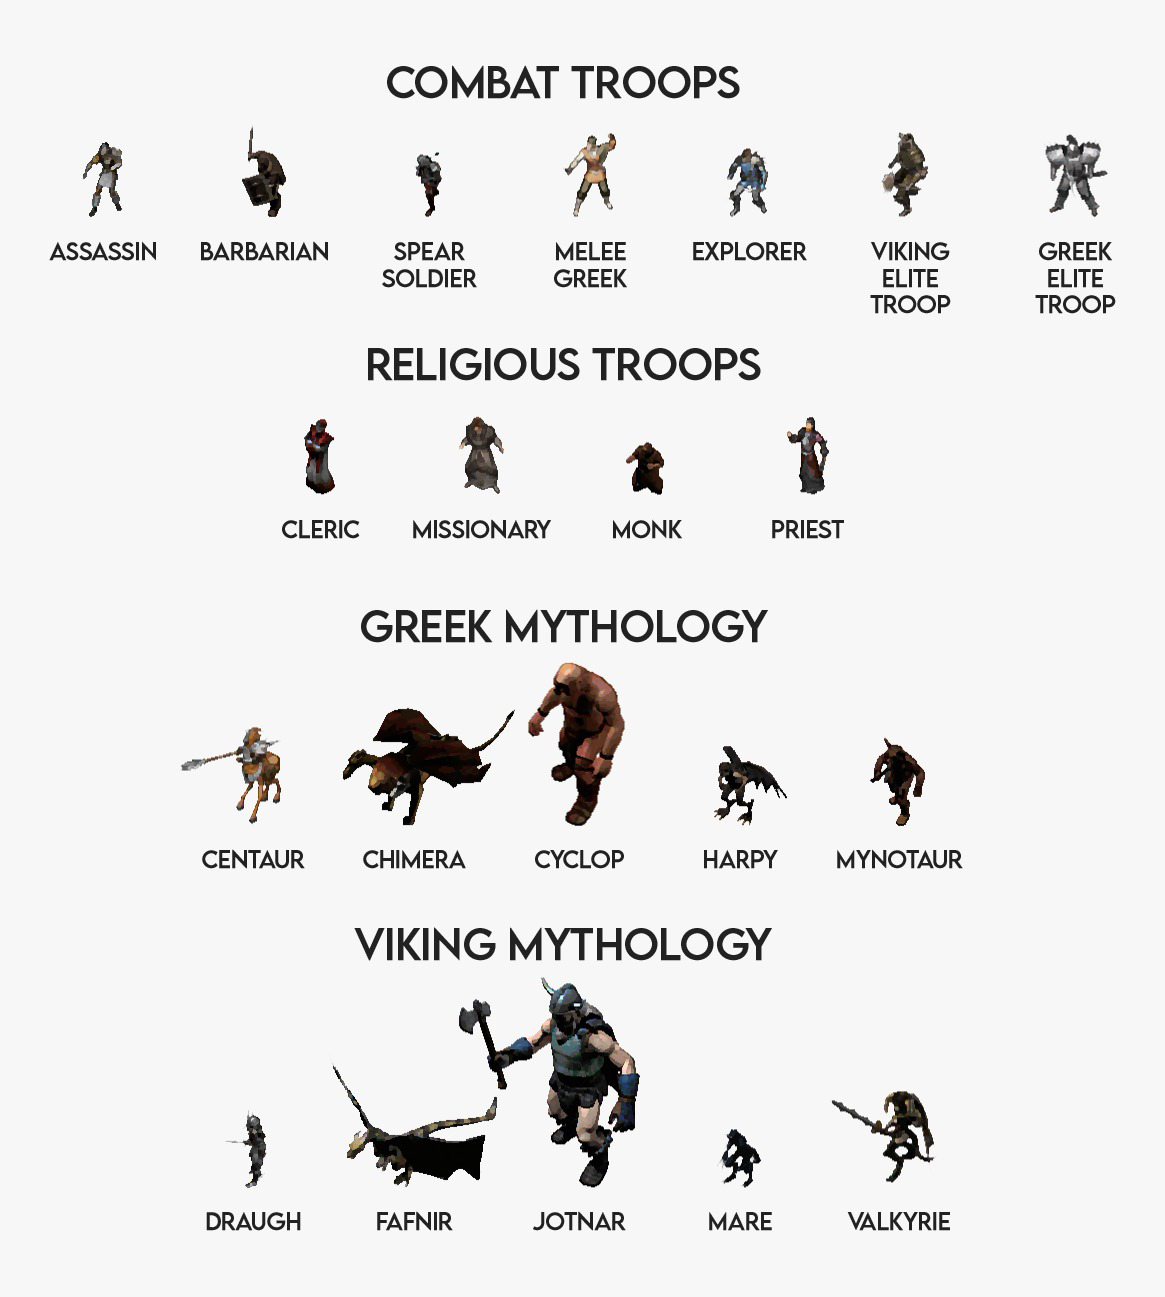 COMBAT TROOPS
ASSASSIN
BARBARIAN
SPEAR
SOLDIER
MELEE
GREEK
EXPLORER
VIKING
ELITE
TROOP
GREEK
ELITE
TROOP
RELIGIOUS TROOPS
CLERIC
MISSIONARY
MONK
PRIEST
GREEK MYTHOLOGY
CENTAUR
CHIMERA
CYCLOP
HARPY
MYNOTAUR
VIKING MYTHOLOGY
DRAUGH
FAFNIR
JOTNAR
MARE
VALKYRIE